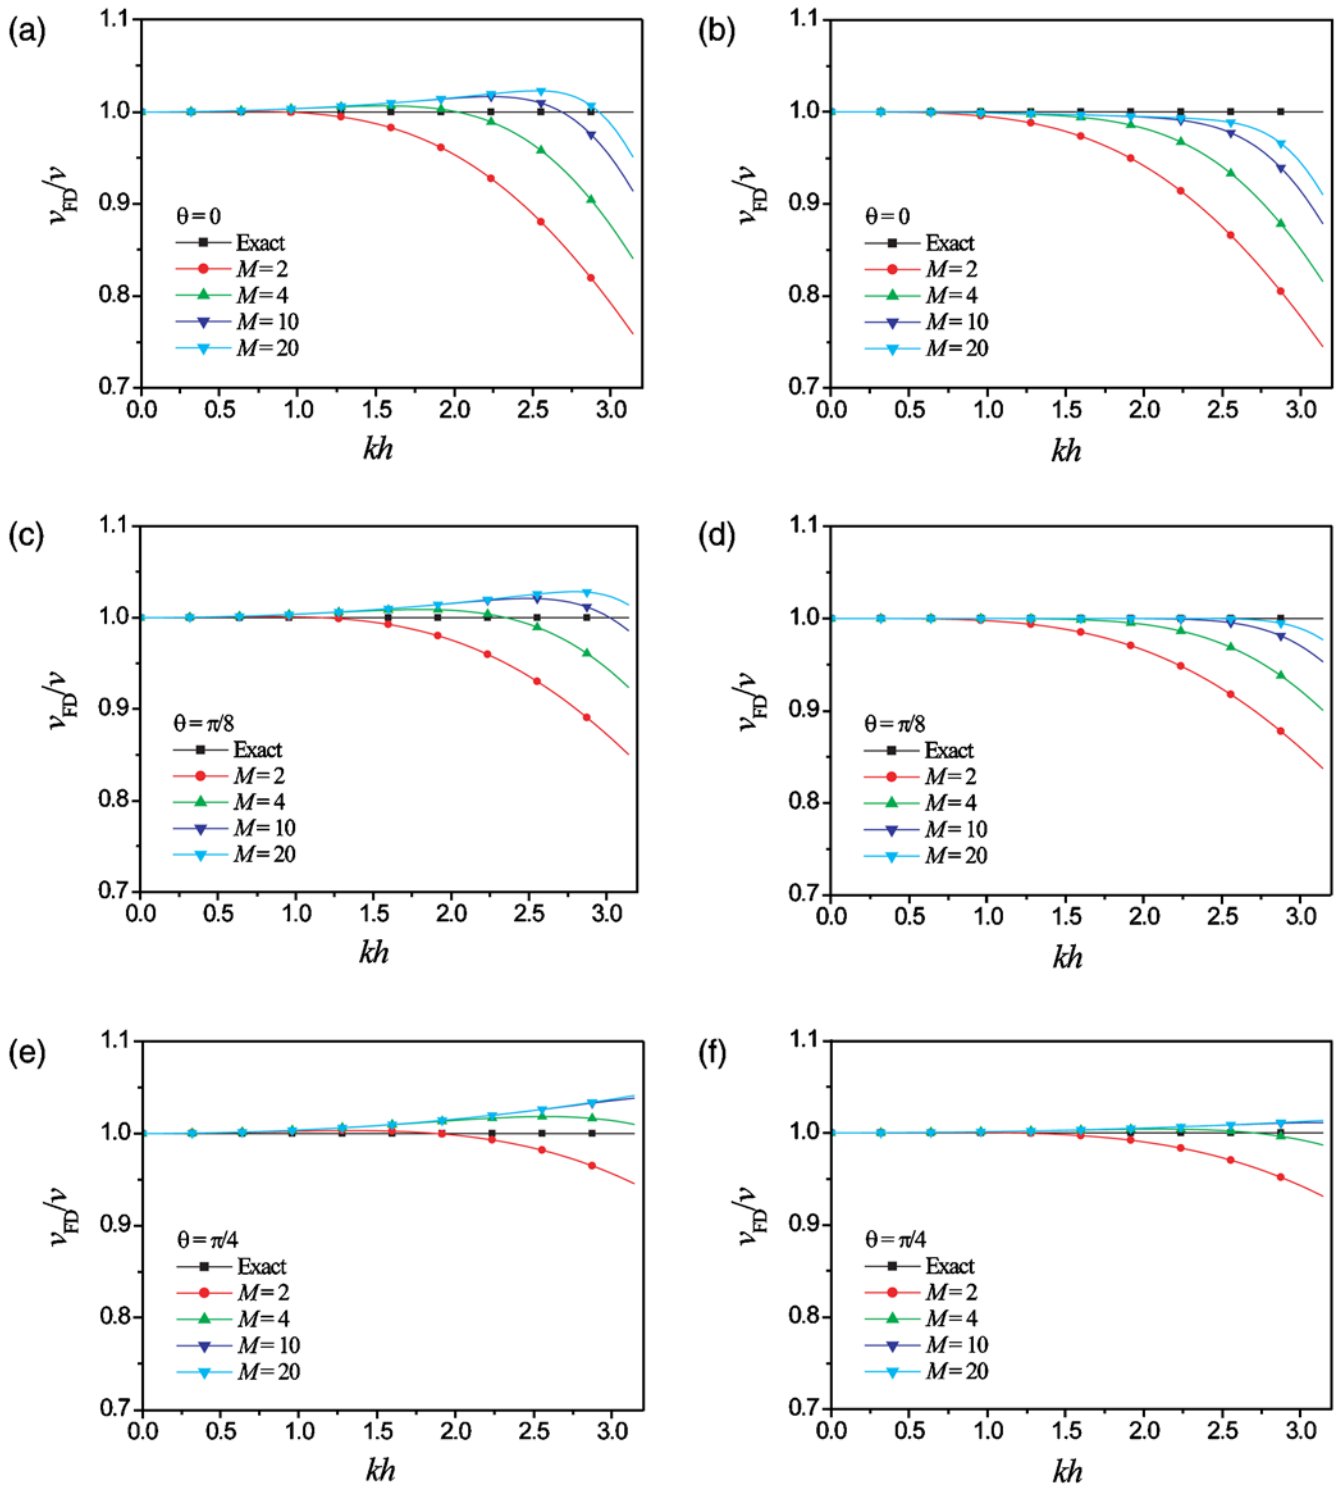 (a)
1.1
1.0
0.9
0.8
0.7
v_FD/v
θ = 0
Exact
M = 2
M = 4
M = 10
M = 20
0.0 0.5 1.0 1.5 2.0 2.5 3.0
kh
(b)
1.1
1.0
0.9
0.8
0.7
v_FD/v
θ = 0
Exact
M = 2
M = 4
M = 10
M = 20
0.0 0.5 1.0 1.5 2.0 2.5 3.0
kh
(c)
1.1
1.0
0.9
0.8
0.7
v_FD/v
θ = π/8
Exact
M = 2
M = 4
M = 10
M = 20
0.0 0.5 1.0 1.5 2.0 2.5 3.0
kh
(d)
1.1
1.0
0.9
0.8
0.7
v_FD/v
θ = π/8
Exact
M = 2
M = 4
M = 10
M = 20
0.0 0.5 1.0 1.5 2.0 2.5 3.0
kh
(e)
1.1
1.0
0.9
0.8
0.7
v_FD/v
θ = π/4
Exact
M = 2
M = 4
M = 10
M = 20
0.0 0.5 1.0 1.5 2.0 2.5 3.0
kh
(f)
1.1
1.0
0.9
0.8
0.7
v_FD/v
θ = π/4
Exact
M = 2
M = 4
M = 10
M = 20
0.0 0.5 1.0 1.5 2.0 2.5 3.0
kh